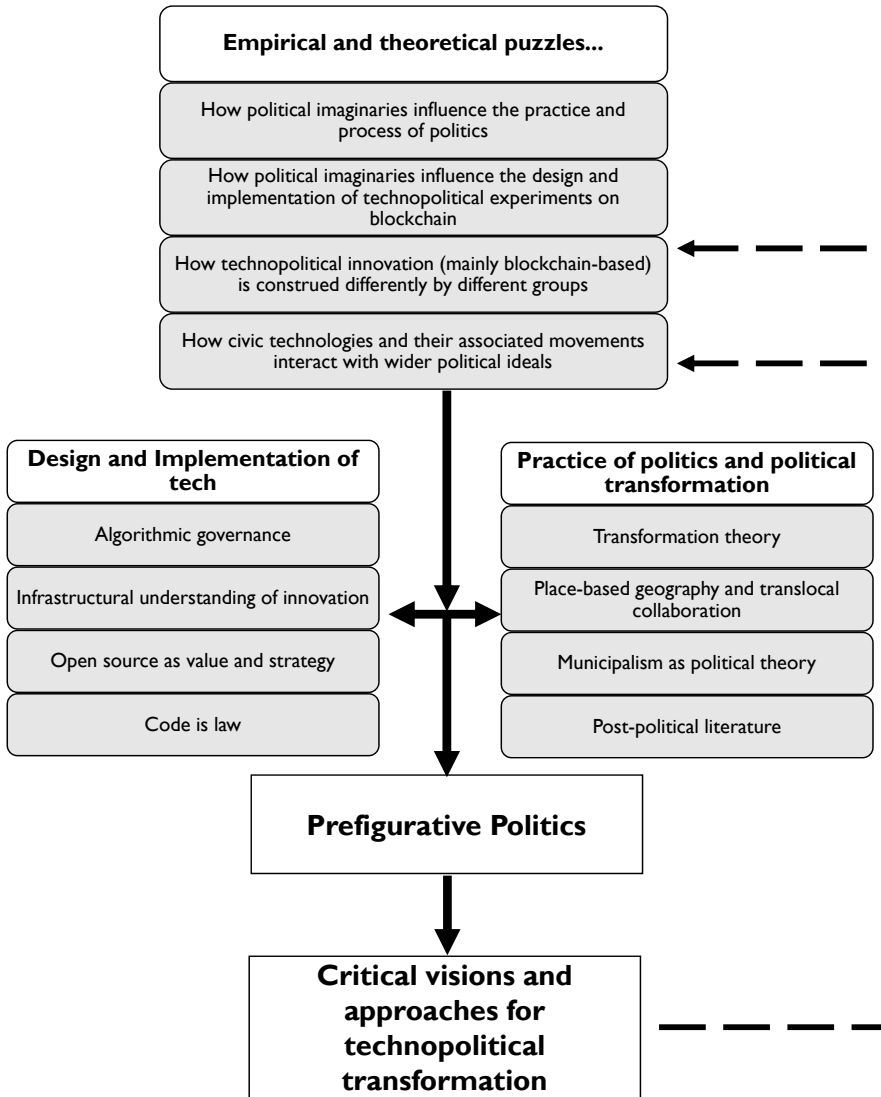 Empirical and theoretical puzzles...
How political imaginaries influence the practice and
process of politics
How political imaginaries influence the design and
implementation of technopolitical experiments on
blockchain
How technopolitical innovation (mainly blockchain-based)
is construed differently by different groups
How civic technologies and their associated movements
interact with wider political ideals
Design and Implementation of
tech
Algorithmic governance
Infrastructural understanding of innovation
Open source as value and strategy
Code is law
Practice of politics and political
transformation
Transformation theory
Place-based geography and translocal
collaboration
Municipalism as political theory
Post-political literature
Prefigurative Politics
Critical visions and
approaches for
technopolitical
transformation